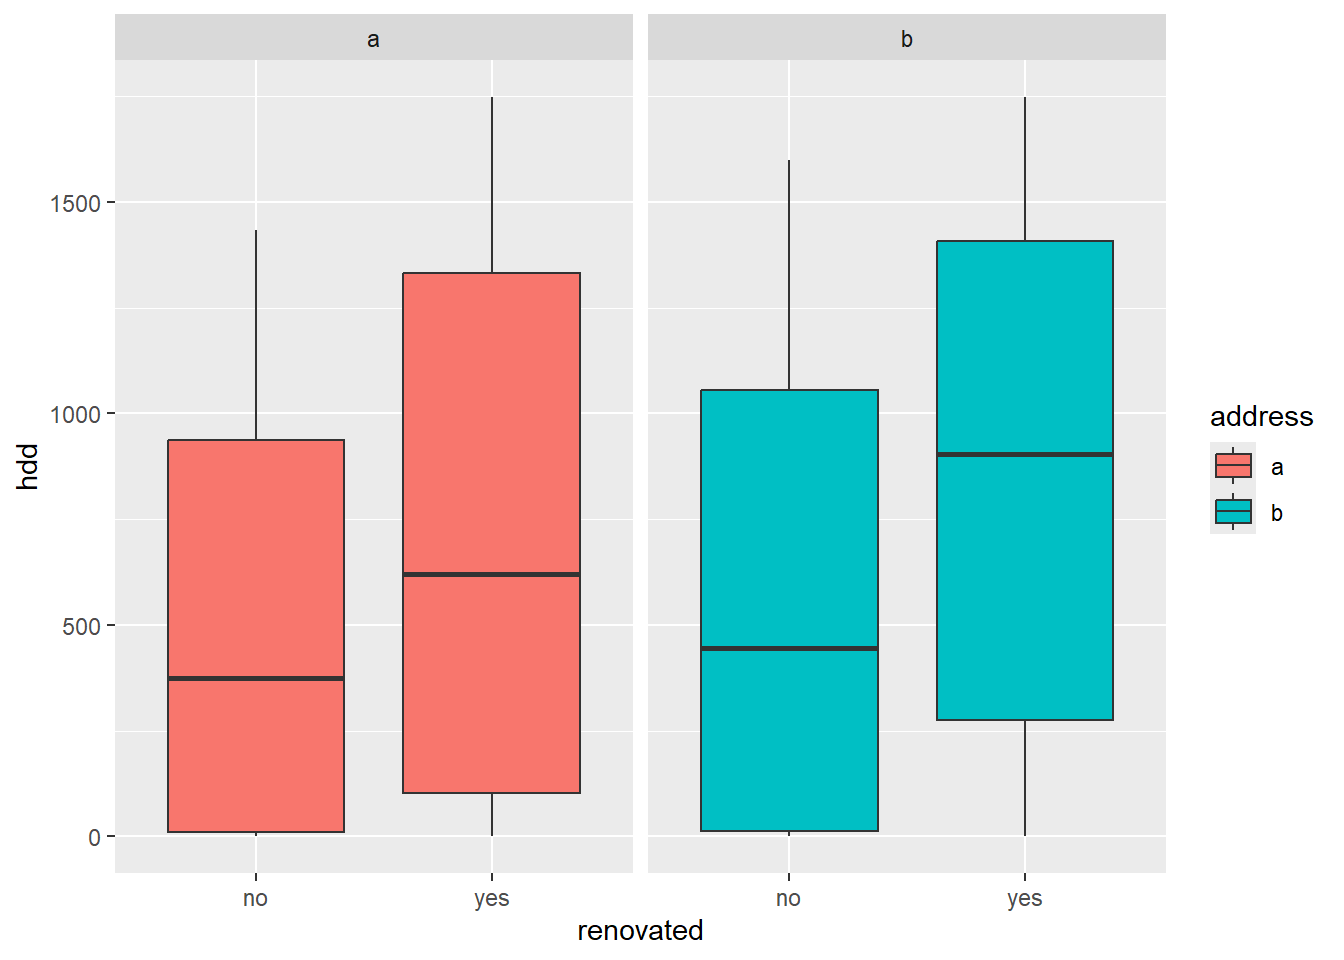 a
b
hdd
1500
1000
500
0
no
yes
no
yes
renovated
address
a
b